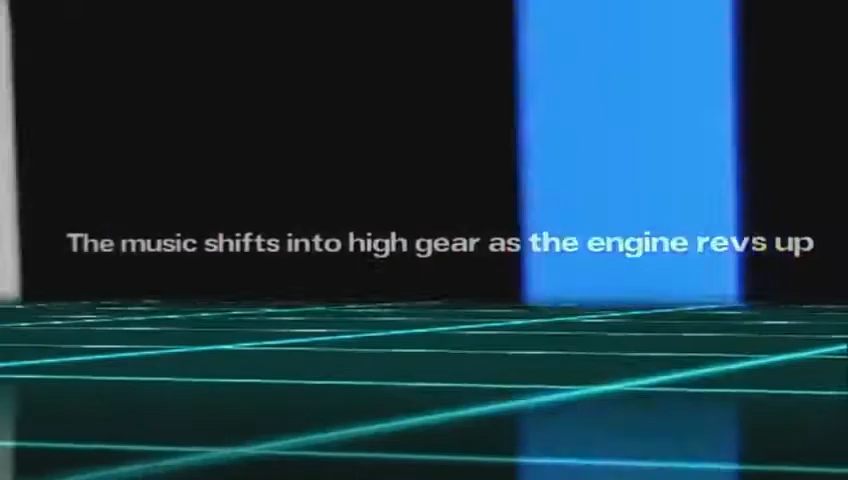 The music shifts into high gear as the engine revs up